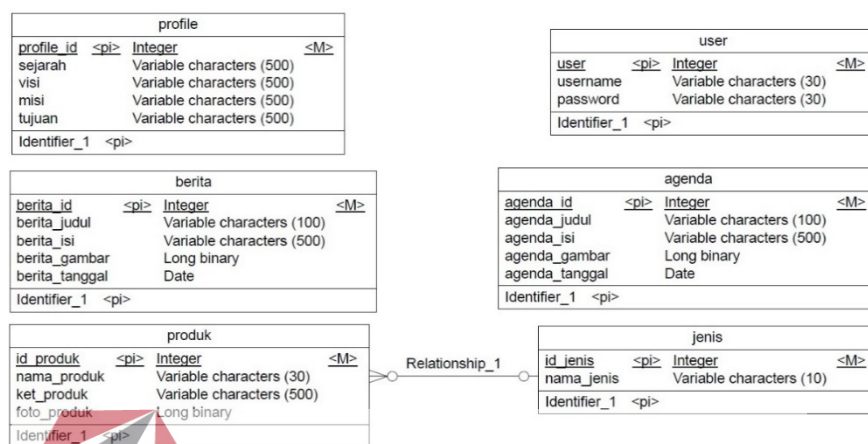 profile
profile_id <pi> Integer <M>
sejarah Variable characters (500)
visi Variable characters (500)
misi Variable characters (500)
tujuan Variable characters (500)
Identifier_1 <pi>
user
user <pi> Integer <M>
username Variable characters (30)
password Variable characters (30)
Identifier_1 <pi>
berita
berita_id <pi> Integer <M>
berita_judul Variable characters (100)
berita_isi Variable characters (500)
berita_gambar Long binary
berita_tanggal Date
Identifier_1 <pi>
agenda
agenda_id <pi> Integer <M>
agenda_judul Variable characters (100)
agenda_isi Variable characters (500)
agenda_gambar Long binary
agenda_tanggal Date
Identifier_1 <pi>
produk
id_produk <pi> Integer <M>
nama_produk Variable characters (30)
ket_produk Variable characters (500)
foto_produk Long binary
Identifier_1 <pi>
Relationship_1
jenis
id_jenis <pi> Integer <M>
nama_jenis Variable characters (10)
Identifier_1 <pi>